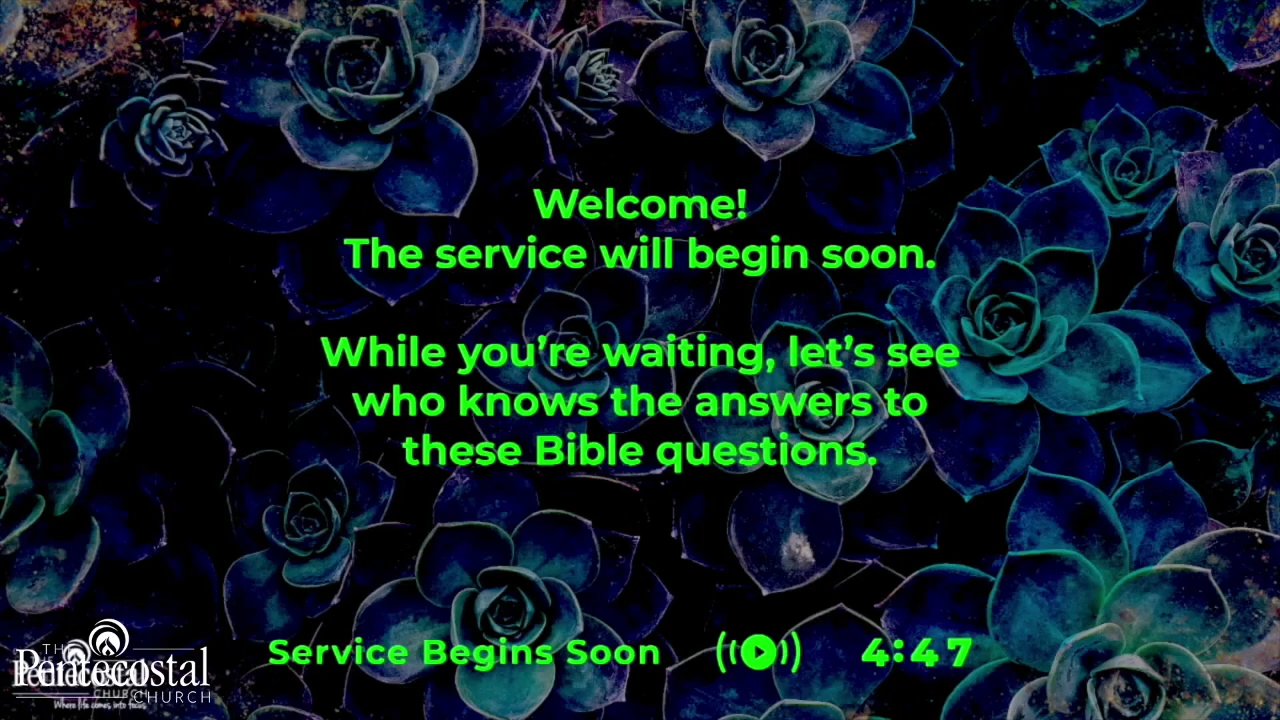 Welcome!
The service will begin soon.
While you’re waiting, let’s see
who knows the answers to
these Bible questions.
Service Begins Soon 4:47
THE
Pentecostal
CHURCH
Where life comes into focus